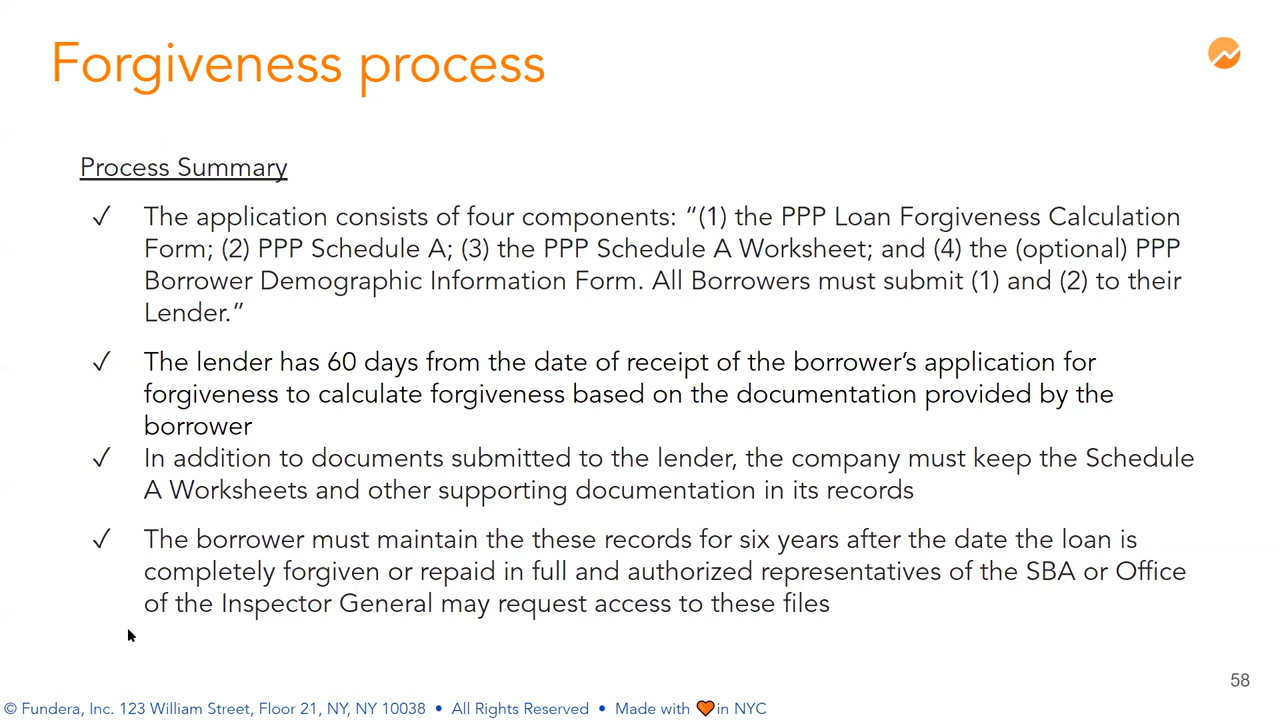 Forgiveness process
Process Summary
✓ The application consists of four components: “(1) the PPP Loan Forgiveness Calculation
Form; (2) PPP Schedule A; (3) the PPP Schedule A Worksheet; and (4) the (optional) PPP
Borrower Demographic Information Form. All Borrowers must submit (1) and (2) to their
Lender.”
✓ The lender has 60 days from the date of receipt of the borrower’s application for
forgiveness to calculate forgiveness based on the documentation provided by the
borrower
✓ In addition to documents submitted to the lender, the company must keep the Schedule
A Worksheets and other supporting documentation in its records
✓ The borrower must maintain the these records for six years after the date the loan is
completely forgiven or repaid in full and authorized representatives of the SBA or Office
of the Inspector General may request access to these files
58
© Fundera, Inc. 123 William Street, Floor 21, NY, NY 10038 • All Rights Reserved • Made with 🧡 in NYC